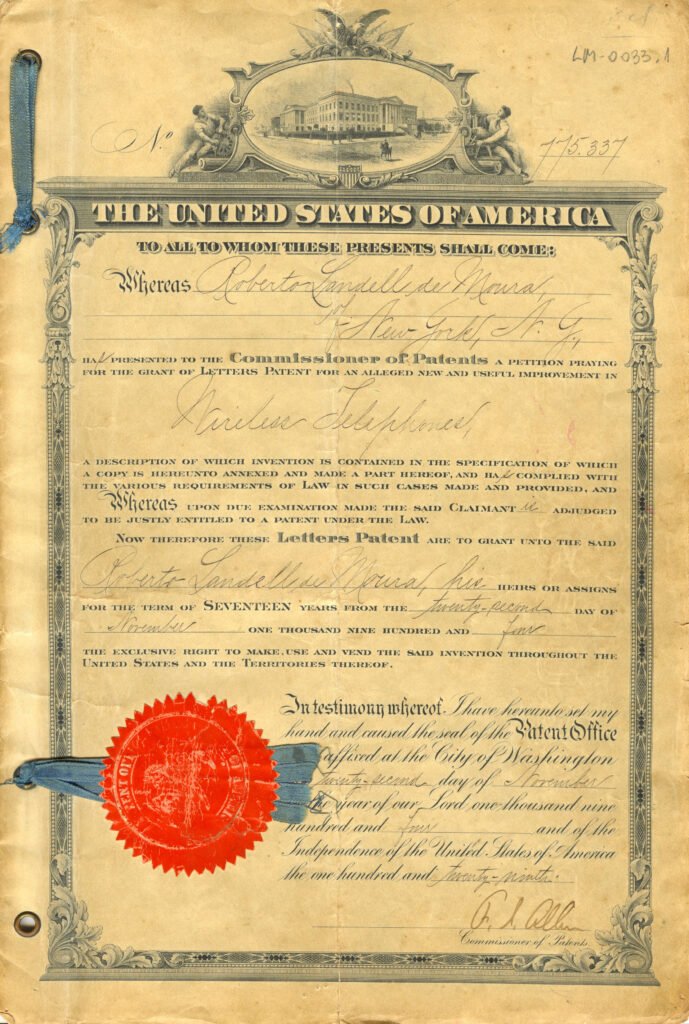 LM-0033.1
No. 775.337
THE UNITED STATES OF AMERICA
TO ALL TO WHOM THESE PRESENTS SHALL COME:
Whereas Roberto Landell de Moura,
of New York, N. Y.,
HAS PRESENTED TO THE Commissioner of Patents A PETITION PRAYING
FOR THE GRANT OF LETTERS PATENT FOR AN ALLEGED NEW AND USEFUL IMPROVEMENT IN
Wireless Telephones,
A DESCRIPTION OF WHICH INVENTION IS CONTAINED IN THE SPECIFICATION OF WHICH
A COPY IS HEREUNTO ANNEXED AND MADE A PART HEREOF, AND HAS COMPLIED WITH
THE VARIOUS REQUIREMENTS OF LAW IN SUCH CASES MADE AND PROVIDED, AND
Whereas UPON DUE EXAMINATION MADE THE SAID CLAIMANT is ADJUDGED
TO BE JUSTLY ENTITLED TO A PATENT UNDER THE LAW.
NOW THEREFORE THESE Letters Patent ARE TO GRANT UNTO THE SAID
Roberto Landell de Moura, his HEIRS OR ASSIGNS
FOR THE TERM OF SEVENTEEN YEARS FROM THE twenty-second DAY OF
November ONE THOUSAND NINE HUNDRED AND four
THE EXCLUSIVE RIGHT TO MAKE, USE AND VEND THE SAID INVENTION THROUGHOUT THE
UNITED STATES AND THE TERRITORIES THEREOF.
In testimony whereof, I have hereunto set my
hand and caused the seal of the Patent Office
affixed at the City of Washington
twenty-second day of November
the year of our Lord one thousand nine
hundred and four and of the
Independence of the United States of America
the one hundred and twenty-ninth.
F. I. Allen
Commissioner of Patents.